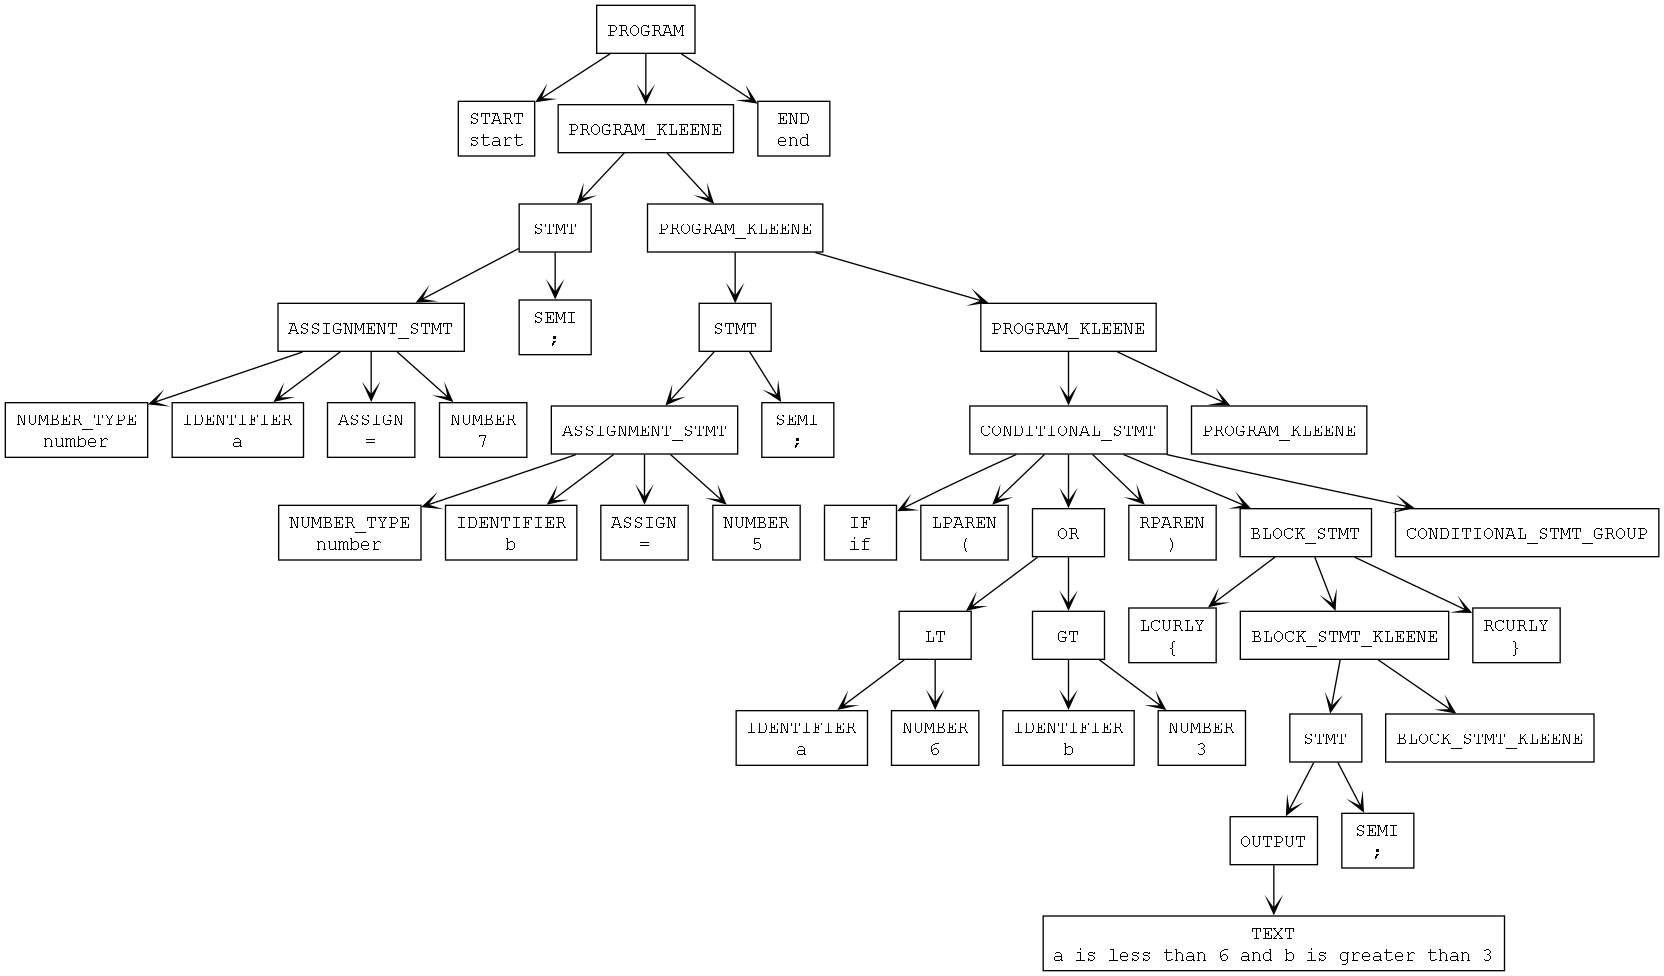 PROGRAM
START
start
PROGRAM_KLEENE
END
end
STMT
PROGRAM_KLEENE
ASSIGNMENT_STMT
SEMI
;
STMT
PROGRAM_KLEENE
NUMBER_TYPE
number
IDENTIFIER
a
ASSIGN
=
NUMBER
7
ASSIGNMENT_STMT
SEMI
;
CONDITIONAL_STMT
PROGRAM_KLEENE
NUMBER_TYPE
number
IDENTIFIER
b
ASSIGN
=
NUMBER
5
IF
if
LPAREN
(
OR
RPAREN
)
BLOCK_STMT
CONDITIONAL_STMT_GROUP
LT
GT
LCURLY
{
BLOCK_STMT_KLEENE
RCURLY
}
IDENTIFIER
a
NUMBER
6
IDENTIFIER
b
NUMBER
3
STMT
BLOCK_STMT_KLEENE
OUTPUT
SEMI
;
TEXT
a is less than 6 and b is greater than 3